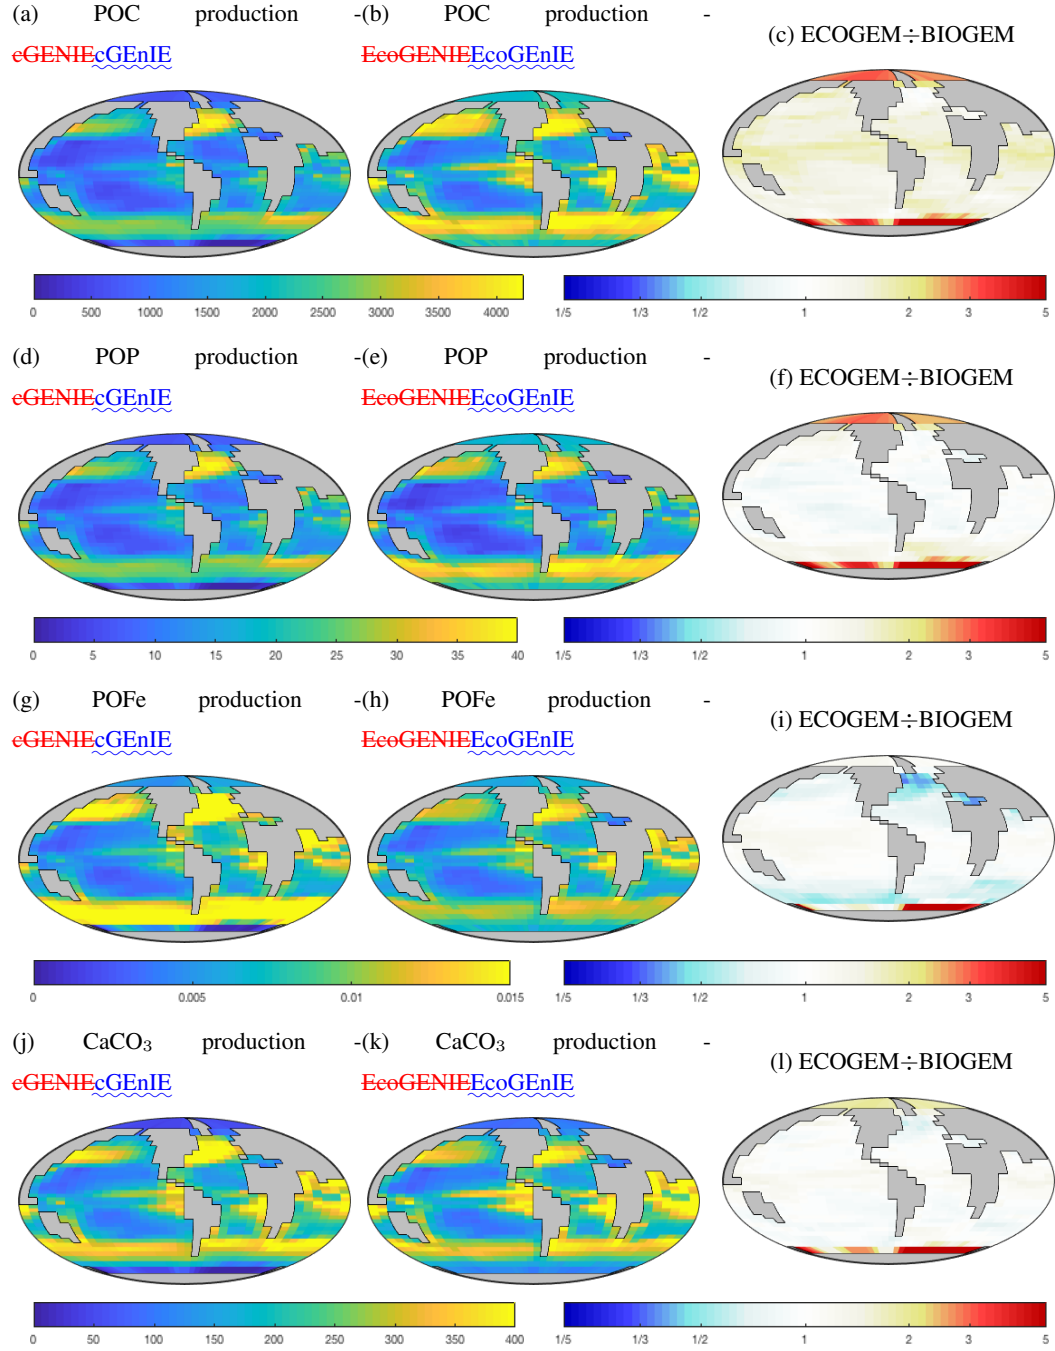 (a) POC production -(b) POC production -
cGENIEcGEnIE EcoGENIEEcoGEnIE
(c) ECOGEM÷BIOGEM
0 500 1000 1500 2000 2500 3000 3500 4000
1/5 1/3 1/2 1 2 3 5
(d) POP production -(e) POP production -
cGENIEcGEnIE EcoGENIEEcoGEnIE
(f) ECOGEM÷BIOGEM
0 5 10 15 20 25 30 35 40
1/5 1/3 1/2 1 2 3 5
(g) POFe production -(h) POFe production -
cGENIEcGEnIE EcoGENIEEcoGEnIE
(i) ECOGEM÷BIOGEM
0 0.005 0.01 0.015
1/5 1/3 1/2 1 2 3 5
(j) CaCO₃ production -(k) CaCO₃ production -
cGENIEcGEnIE EcoGENIEEcoGEnIE
(l) ECOGEM÷BIOGEM
0 50 100 150 200 250 300 350 400
1/5 1/3 1/2 1 2 3 5